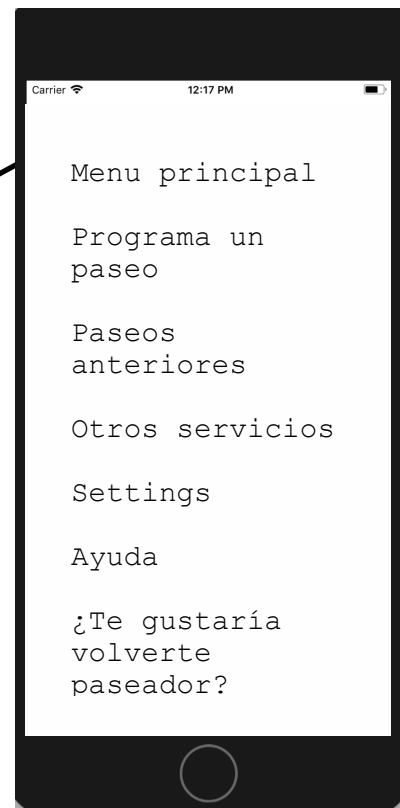 Carrier 12:17 PM
Menu principal
Programa un
paseo
Paseos
anteriores
Otros servicios
Settings
Ayuda
¿Te gustaría
volverte
paseador?